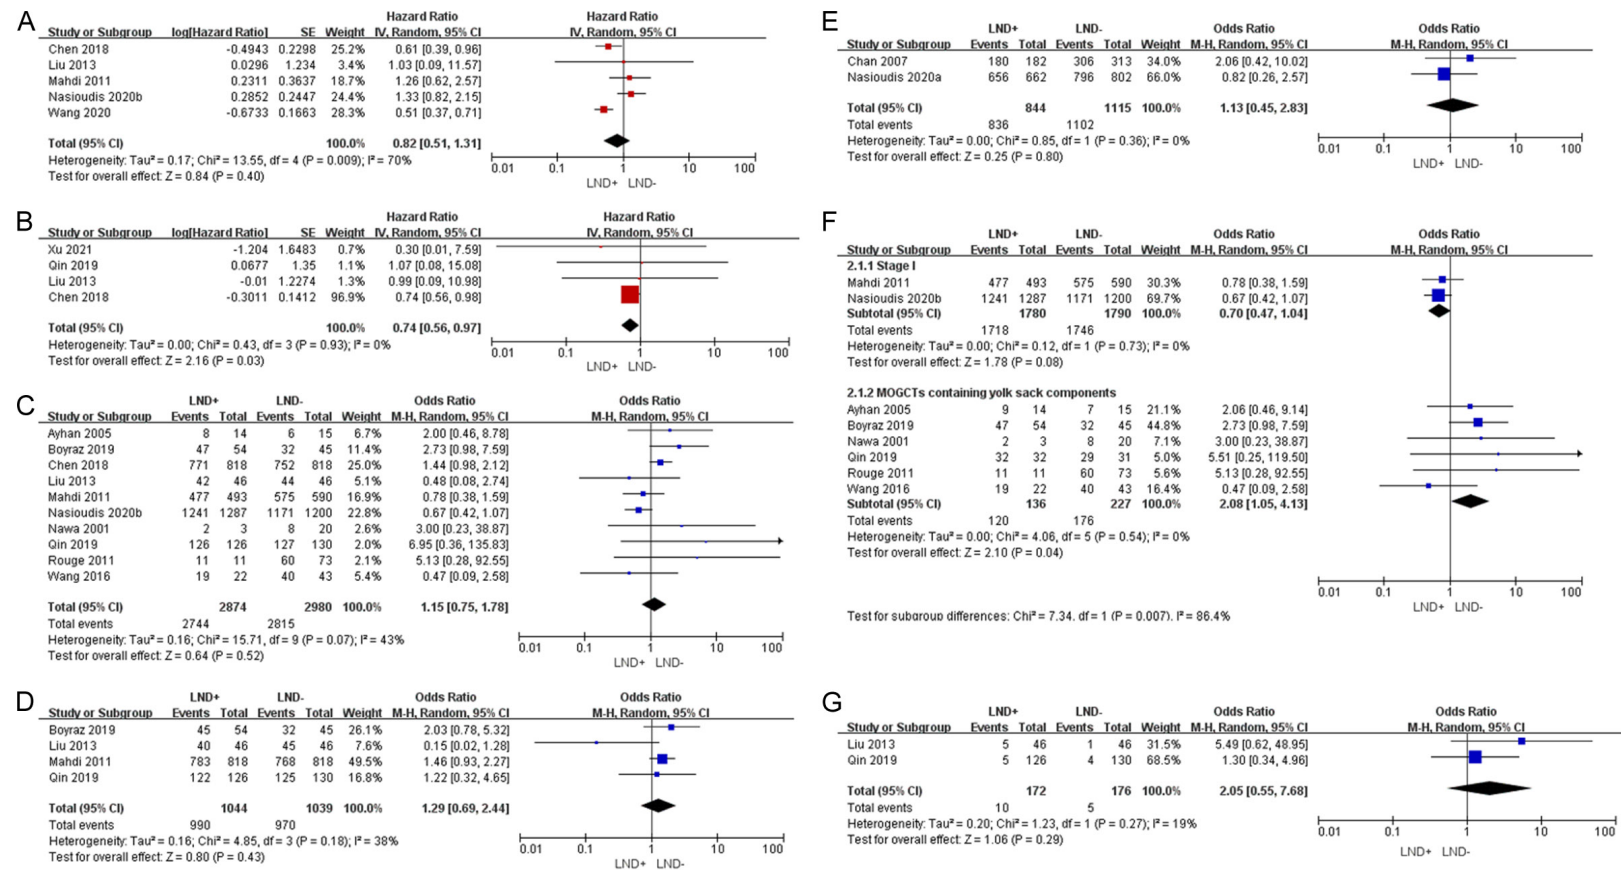 A
Hazard Ratio Hazard Ratio
Study or Subgroup log[Hazard Ratio] SE Weight IV, Random, 95% CI IV, Random, 95% CI
Chen 2018 -0.4943 0.2298 25.2% 0.61 [0.39, 0.96]
Liu 2013 0.0296 1.234 3.4% 1.03 [0.09, 11.57]
Mahdi 2011 0.2311 0.3637 18.7% 1.26 [0.62, 2.57]
Nasioudis 2020b 0.2852 0.2447 24.4% 1.33 [0.82, 2.15]
Wang 2020 -0.6733 0.1663 28.3% 0.51 [0.37, 0.71]
Total (95% CI) 100.0% 0.82 [0.51, 1.31]
Heterogeneity: Tau² = 0.17; Chi² = 13.55, df = 4 (P = 0.009); I² = 70%
Test for overall effect: Z = 0.84 (P = 0.40)
0.01 0.1 1 10 100
LND+ LND-
B
Hazard Ratio Hazard Ratio
Study or Subgroup log[Hazard Ratio] SE Weight IV, Random, 95% CI IV, Random, 95% CI
Xu 2021 -1.204 1.6483 0.7% 0.30 [0.01, 7.59]
Qin 2019 0.0677 1.35 1.1% 1.07 [0.08, 15.08]
Liu 2013 -0.01 1.2274 1.3% 0.99 [0.09, 10.98]
Chen 2018 -0.3011 0.1412 96.9% 0.74 [0.56, 0.98]
Total (95% CI) 100.0% 0.74 [0.56, 0.97]
Heterogeneity: Tau² = 0.00; Chi² = 0.43, df = 3 (P = 0.93); I² = 0%
Test for overall effect: Z = 2.16 (P = 0.03)
0.01 0.1 1 10 100
LND+ LND-
C
LND+ LND- Odds Ratio Odds Ratio
Study or Subgroup Events Total Events Total Weight M-H, Random, 95% CI M-H, Random, 95% CI
Ayhan 2005 8 14 6 15 6.7% 2.00 [0.46, 8.78]
Boyraz 2019 47 54 32 45 11.4% 2.73 [0.98, 7.59]
Chen 2018 771 818 752 818 25.0% 1.44 [0.98, 2.12]
Liu 2013 42 46 44 46 5.1% 0.48 [0.08, 2.74]
Mahdi 2011 477 493 575 590 16.9% 0.78 [0.38, 1.59]
Nasioudis 2020b 1241 1287 1171 1200 22.8% 0.67 [0.42, 1.07]
Nawa 2001 2 3 8 20 2.6% 3.00 [0.23, 38.87]
Qin 2019 126 126 127 130 2.0% 6.95 [0.36, 135.83]
Rouge 2011 11 11 60 73 2.1% 5.13 [0.28, 92.55]
Wang 2016 19 22 40 43 5.4% 0.47 [0.09, 2.58]
Total (95% CI) 2874 2980 100.0% 1.15 [0.75, 1.78]
Total events 2744 2815
Heterogeneity: Tau² = 0.16; Chi² = 15.71, df = 9 (P = 0.07); I² = 43%
Test for overall effect: Z = 0.64 (P = 0.52)
0.01 0.1 1 10 100
LND+ LND-
D
LND+ LND- Odds Ratio Odds Ratio
Study or Subgroup Events Total Events Total Weight M-H, Random, 95% CI M-H, Random, 95% CI
Boyraz 2019 45 54 32 45 26.1% 2.03 [0.78, 5.32]
Liu 2013 40 46 45 46 7.6% 0.15 [0.02, 1.28]
Mahdi 2011 783 818 768 818 49.5% 1.46 [0.93, 2.27]
Qin 2019 122 126 125 130 16.8% 1.22 [0.32, 4.65]
Total (95% CI) 1044 1039 100.0% 1.29 [0.69, 2.44]
Total events 990 970
Heterogeneity: Tau² = 0.16; Chi² = 4.85, df = 3 (P = 0.18); I² = 38%
Test for overall effect: Z = 0.80 (P = 0.43)
0.01 0.1 1 10 100
LND+ LND-
E
LND+ LND- Odds Ratio Odds Ratio
Study or Subgroup Events Total Events Total Weight M-H, Random, 95% CI M-H, Random, 95% CI
Chan 2007 180 182 306 313 34.0% 2.06 [0.42, 10.02]
Nasioudis 2020a 656 662 796 802 66.0% 0.82 [0.26, 2.57]
Total (95% CI) 844 1115 100.0% 1.13 [0.45, 2.83]
Total events 836 1102
Heterogeneity: Tau² = 0.00; Chi² = 0.85, df = 1 (P = 0.36); I² = 0%
Test for overall effect: Z = 0.25 (P = 0.80)
0.01 0.1 1 10 100
LND+ LND-
F
LND+ LND- Odds Ratio Odds Ratio
Study or Subgroup Events Total Events Total Weight M-H, Random, 95% CI M-H, Random, 95% CI
2.1.1 Stage I
Mahdi 2011 477 493 575 590 30.3% 0.78 [0.38, 1.59]
Nasioudis 2020b 1241 1287 1171 1200 69.7% 0.67 [0.42, 1.07]
Subtotal (95% CI) 1780 1790 100.0% 0.70 [0.47, 1.04]
Total events 1718 1746
Heterogeneity: Tau² = 0.00; Chi² = 0.12, df = 1 (P = 0.73); I² = 0%
Test for overall effect: Z = 1.78 (P = 0.08)
2.1.2 MOGCTs containing yolk sack components
Ayhan 2005 9 14 7 15 21.1% 2.06 [0.46, 9.14]
Boyraz 2019 47 54 32 45 44.8% 2.73 [0.98, 7.59]
Nawa 2001 2 3 8 20 7.1% 3.00 [0.23, 38.87]
Qin 2019 32 32 29 31 5.0% 5.51 [0.25, 119.50]
Rouge 2011 11 11 60 73 5.6% 5.13 [0.28, 92.55]
Wang 2016 19 22 40 43 16.4% 0.47 [0.09, 2.58]
Subtotal (95% CI) 136 227 100.0% 2.08 [1.05, 4.13]
Total events 120 176
Heterogeneity: Tau² = 0.00; Chi² = 4.06, df = 5 (P = 0.54); I² = 0%
Test for overall effect: Z = 2.10 (P = 0.04)
0.01 0.1 1 10 100
LND+ LND-
Test for subgroup differences: Chi² = 7.34, df = 1 (P = 0.007), I² = 86.4%
G
LND+ LND- Odds Ratio Odds Ratio
Study or Subgroup Events Total Events Total Weight M-H, Random, 95% CI M-H, Random, 95% CI
Liu 2013 5 46 1 46 31.5% 5.49 [0.62, 48.95]
Qin 2019 5 126 4 130 68.5% 1.30 [0.34, 4.96]
Total (95% CI) 172 176 100.0% 2.05 [0.55, 7.68]
Total events 10 5
Heterogeneity: Tau² = 0.20; Chi² = 1.23, df = 1 (P = 0.27); I² = 19%
Test for overall effect: Z = 1.06 (P = 0.29)
0.01 0.1 1 10 100
LND+ LND-